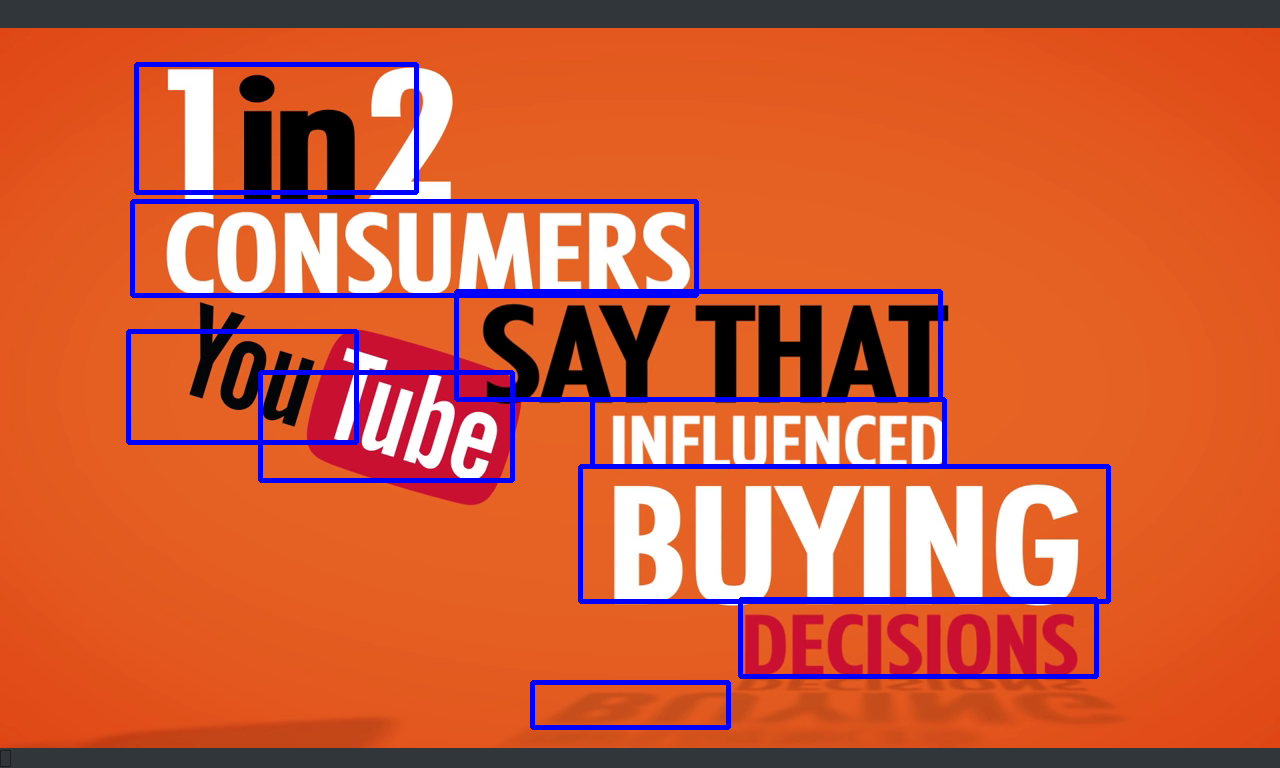 1in2
CONSUMERS
SAY THAT
YouTube
INFLUENCED
BUYING
DECISIONS